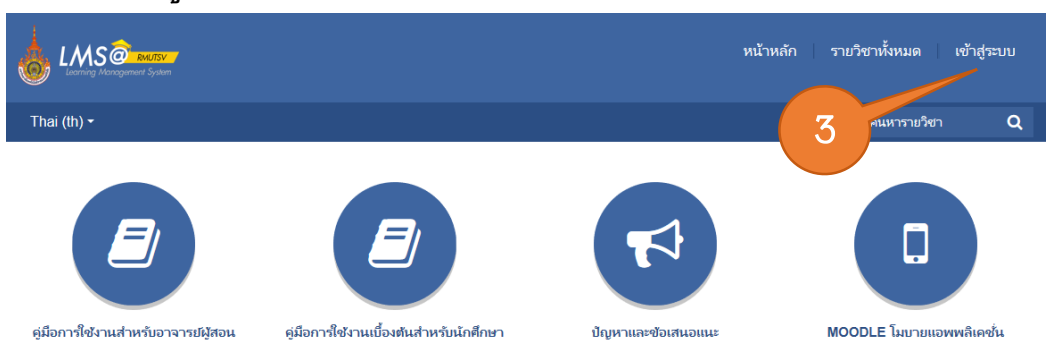 LMS@ RMUTSV
Learning Management System
หน้าหลัก รายวิชาทั้งหมด เข้าสู่ระบบ
Thai (th)
3
ค้นหารายวิชา
คู่มือการใช้งานสำหรับอาจารย์ผู้สอน
คู่มือการใช้งานเบื้องต้นสำหรับนักศึกษา
ปัญหาและข้อเสนอแนะ
MOODLE โมบายแอพพลิเคชั่น